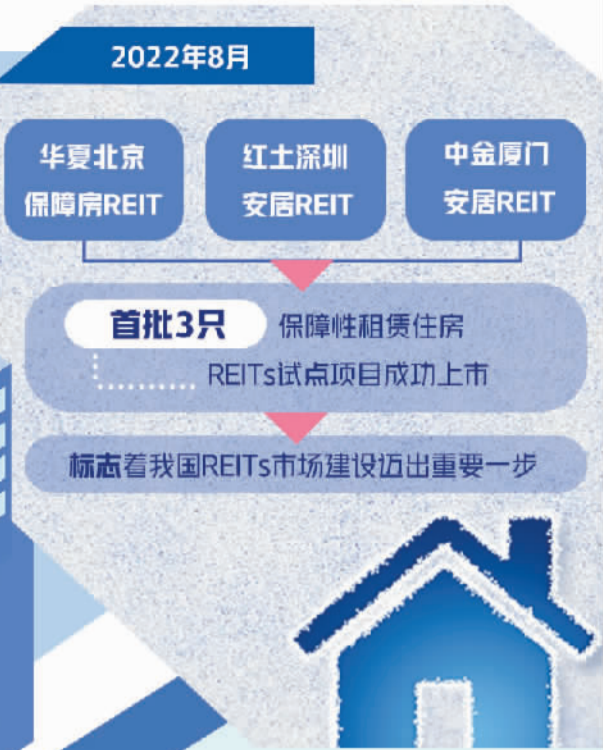 2022年8月
华夏北京
保障房REIT
红土深圳
安居REIT
中金厦门
安居REIT
首批3只 保障性租赁住房
REITs试点项目成功上市
标志着我国REITs市场建设迈出重要一步